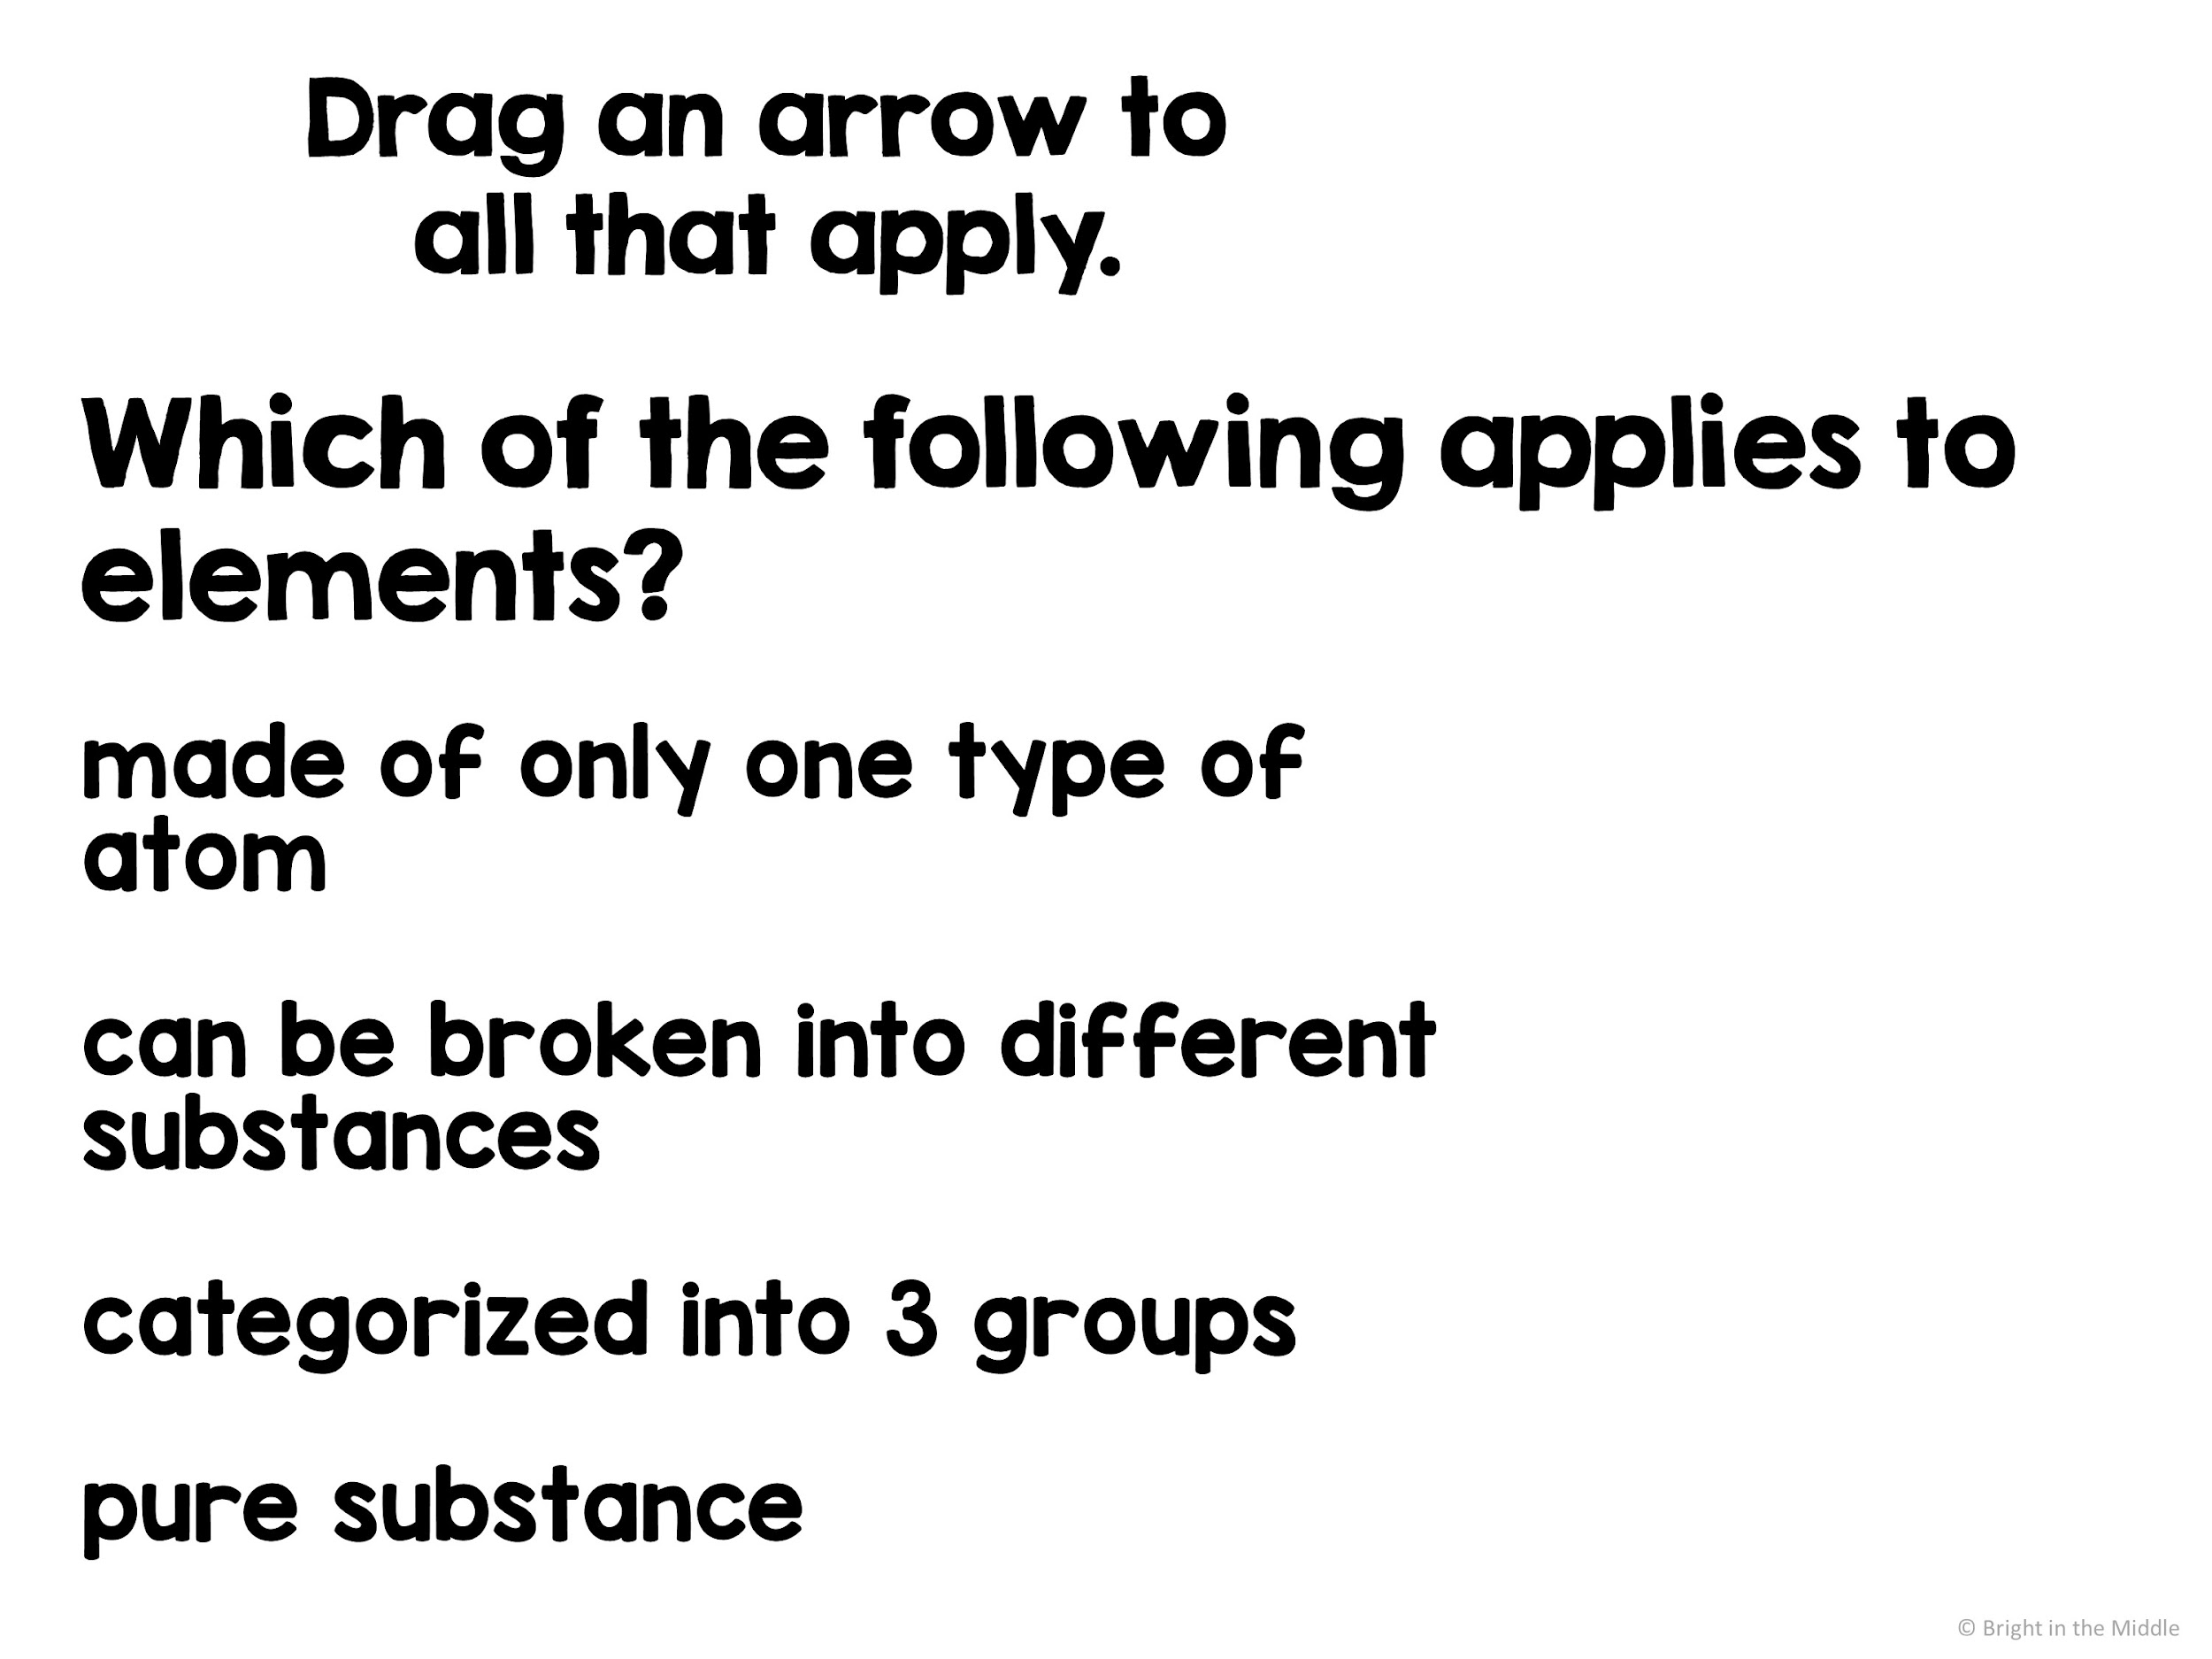 Drag an arrow to
all that apply.
Which of the following applies to
elements?
made of only one type of
atom
can be broken into different
substances
categorized into 3 groups
pure substance
© Bright in the Middle